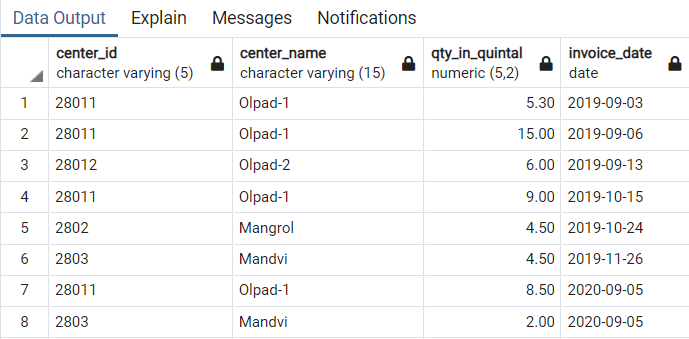 Data Output Explain Messages Notifications
center_id center_name qty_in_quintal invoice_date
character varying (5) character varying (15) numeric (5,2) date
1 28011 Olpad-1 5.30 2019-09-03
2 28011 Olpad-1 15.00 2019-09-06
3 28012 Olpad-2 6.00 2019-09-13
4 28011 Olpad-1 9.00 2019-10-15
5 2802 Mangrol 4.50 2019-10-24
6 2803 Mandvi 4.50 2019-11-26
7 28011 Olpad-1 8.50 2020-09-05
8 2803 Mandvi 2.00 2020-09-05